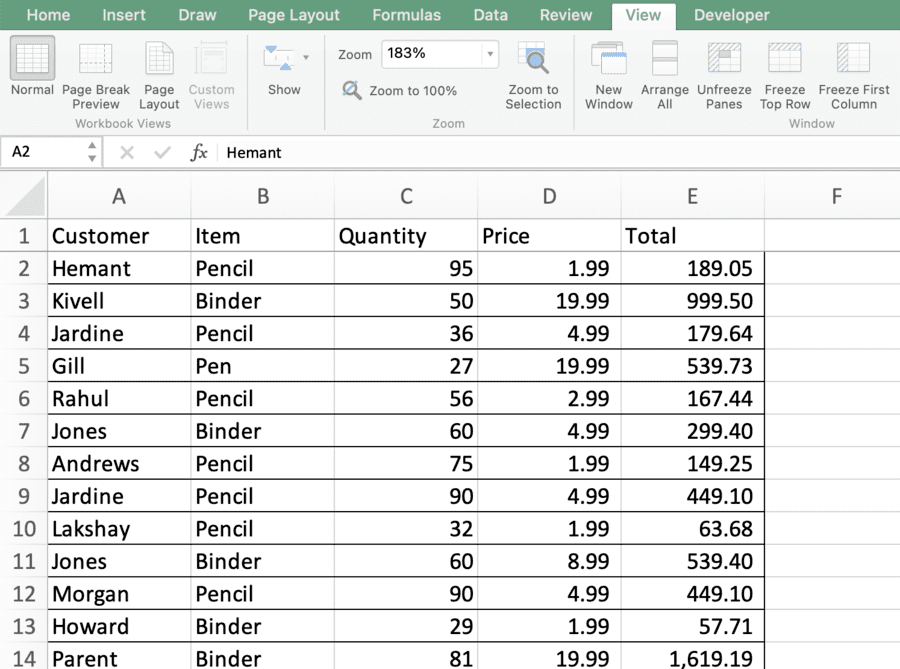 Home Insert Draw Page Layout Formulas Data Review View Developer
Normal Page Break Preview Page Layout Custom Views
Workbook Views
Show
Zoom 183%
Zoom to 100%
Zoom to Selection
Zoom
New Window Arrange All Unfreeze Panes Freeze Top Row Freeze First Column
Window
A2 fx Hemant
A B C D E F
1 Customer Item Quantity Price Total
2 Hemant Pencil 95 1.99 189.05
3 Kivell Binder 50 19.99 999.50
4 Jardine Pencil 36 4.99 179.64
5 Gill Pen 27 19.99 539.73
6 Rahul Pencil 56 2.99 167.44
7 Jones Binder 60 4.99 299.40
8 Andrews Pencil 75 1.99 149.25
9 Jardine Pencil 90 4.99 449.10
10 Lakshay Pencil 32 1.99 63.68
11 Jones Binder 60 8.99 539.40
12 Morgan Pencil 90 4.99 449.10
13 Howard Binder 29 1.99 57.71
14 Parent Binder 81 19.99 1,619.19